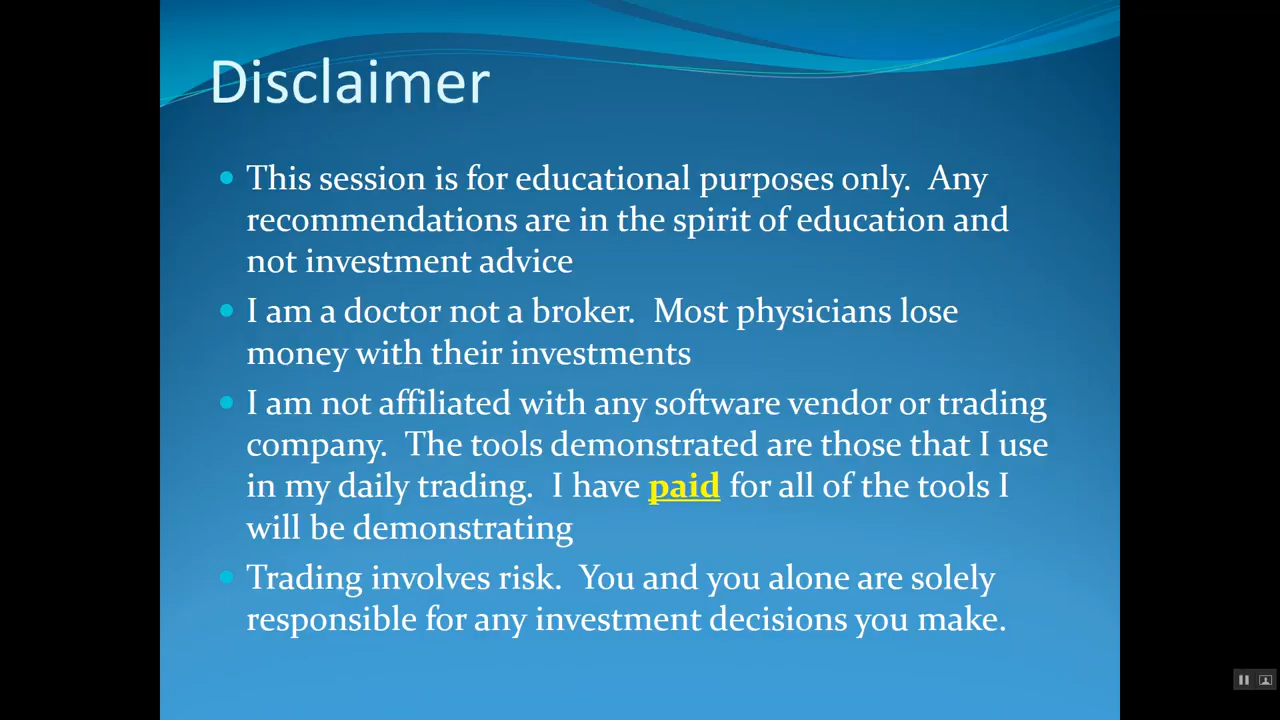 Disclaimer
This session is for educational purposes only.  Any
recommendations are in the spirit of education and
not investment advice
I am a doctor not a broker.  Most physicians lose
money with their investments
I am not affiliated with any software vendor or trading
company.  The tools demonstrated are those that I use
in my daily trading.  I have paid for all of the tools I
will be demonstrating
Trading involves risk.  You and you alone are solely
responsible for any investment decisions you make.